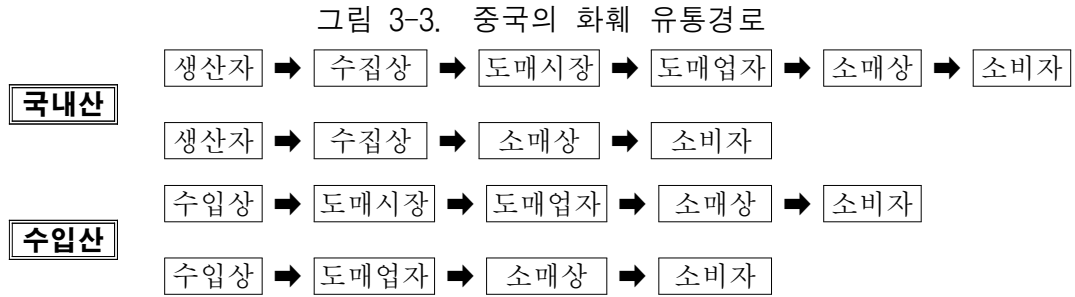 그림 3-3. 중국의 화훼 유통경로
생산자 ➡ 수집상 ➡ 도매시장 ➡ 도매업자 ➡ 소매상 ➡ 소비자
국내산
생산자 ➡ 수집상 ➡ 소매상 ➡ 소비자
수입상 ➡ 도매시장 ➡ 도매업자 ➡ 소매상 ➡ 소비자
수입산
수입상 ➡ 도매업자 ➡ 소매상 ➡ 소비자